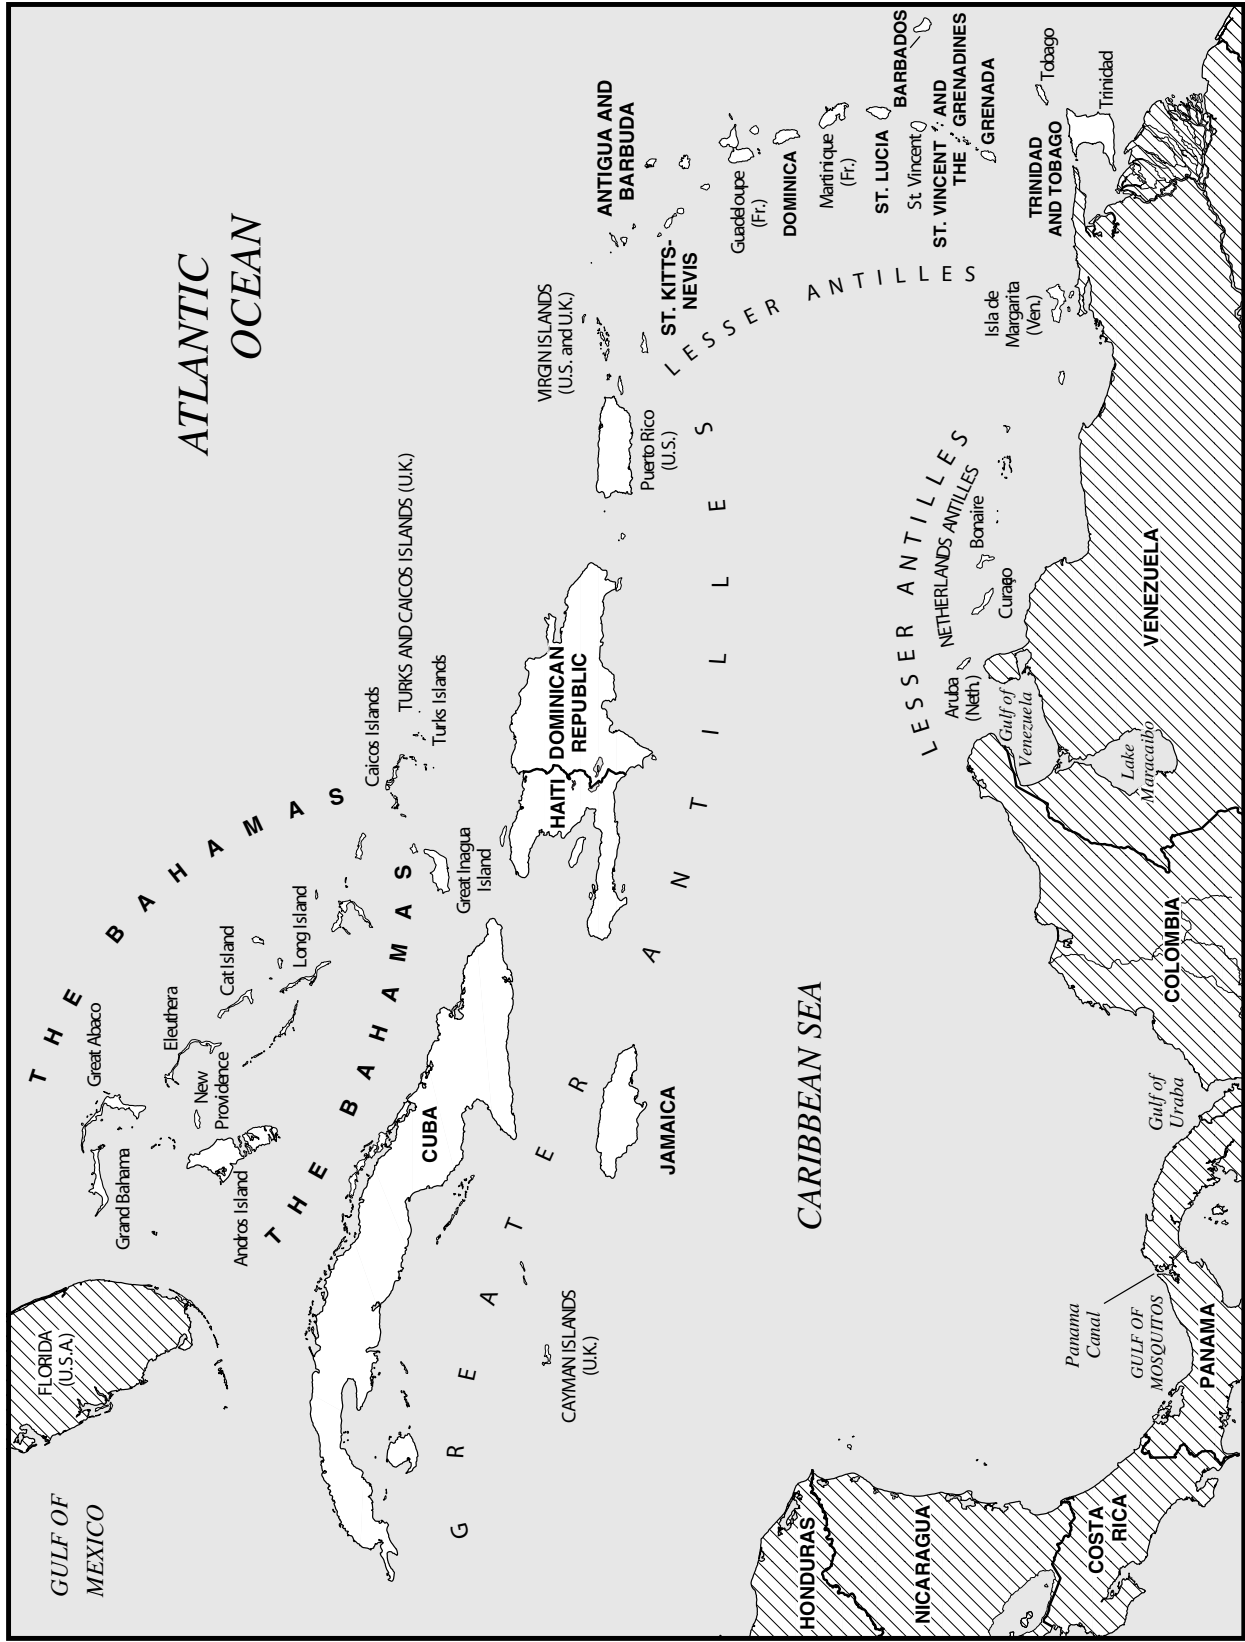 GULF OF
MEXICO
FLORIDA
(U.S.A.)
ATLANTIC
OCEAN
THE BAHAMAS
Grand Bahama
Great Abaco
Eleuthera
New
Providence
Andros Island
Cat Island
Long Island
THE BAHAMAS
Great Inagua
Island
Caicos Islands
TURKS AND CAICOS ISLANDS (U.K.)
Turks Islands
CUBA
CAYMAN ISLANDS
(U.K.)
JAMAICA
HAITI
DOMINICAN
REPUBLIC
Puerto Rico
(U.S.)
VIRGIN ISLANDS
(U.S. and U.K.)
GREATER ANTILLES
ANTIGUA AND
BARBUDA
ST. KITTS-
NEVIS
LESSER ANTILLES
Guadeloupe
(Fr.)
DOMINICA
Martinique
(Fr.)
ST. LUCIA
BARBADOS
St. Vincent
ST. VINCENT AND
THE GRENADINES
GRENADA
Tobago
Trinidad
TRINIDAD
AND TOBAGO
Isla de
Margarita
(Ven.)
CARIBBEAN SEA
LESSER ANTILLES
NETHERLANDS ANTILLES
Aruba
(Neth.)
Curaçao
Bonaire
Gulf of
Venezuela
Lake
Maracaibo
VENEZUELA
COLOMBIA
Gulf of
Uraba
Panama
Canal
GULF OF
MOSQUITOS
PANAMA
HONDURAS
NICARAGUA
COSTA
RICA